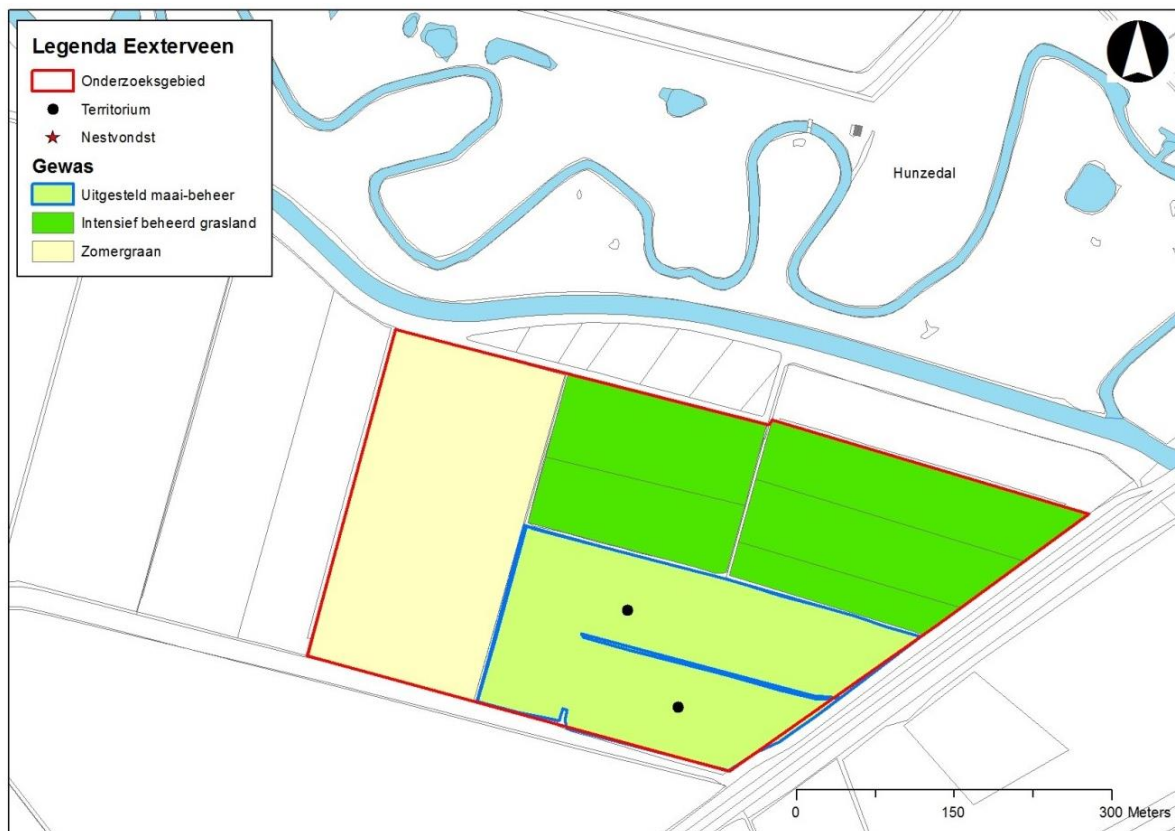 Legenda Eexterveen
Onderzoeksgebied
Territorium
Nestvondst
Gewas
Uitgesteld maai-beheer
Intensief beheerd grasland
Zomergraan
Hunzedal
0 150 300 Meters